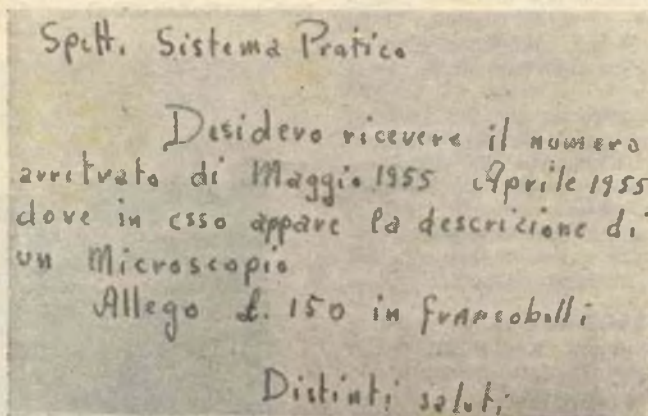 Spett. Sistema Pratico
Desidero ricevere il numero
arretrato di Maggio 1955 Aprile 1955
dove in esso appare la descrizione di
un Microscopio
Allego £. 150 in francobolli
Distinti saluti